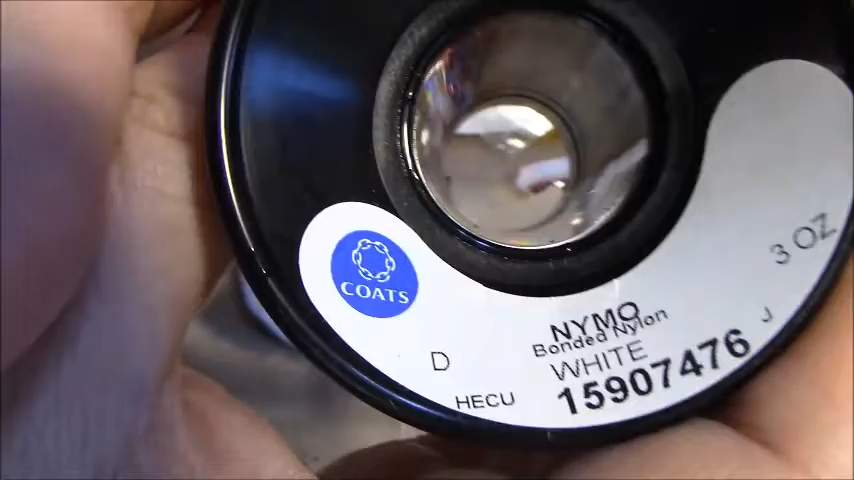 COATS
3 OZ
NYMO
Bonded Nylon
D
WHITE
J
HECU
15907476